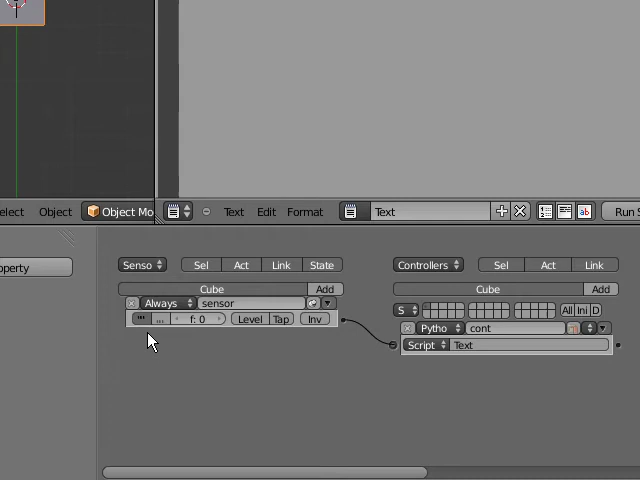 elect Object Object Mo Text Edit Format Text Run S
operty
Senso Sel Act Link State Controllers Sel Act Link
Cube Add Cube Add
Always sensor S All Ini D
f: 0 Level Tap Inv Pytho cont
Script Text